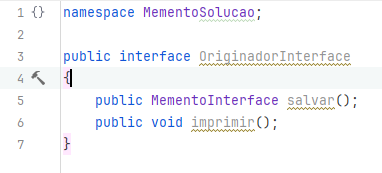 1 {} namespace MementoSolucao;
2
3 public interface OriginadorInterface
4 {
5 public MementoInterface salvar();
6 public void imprimir();
7 }